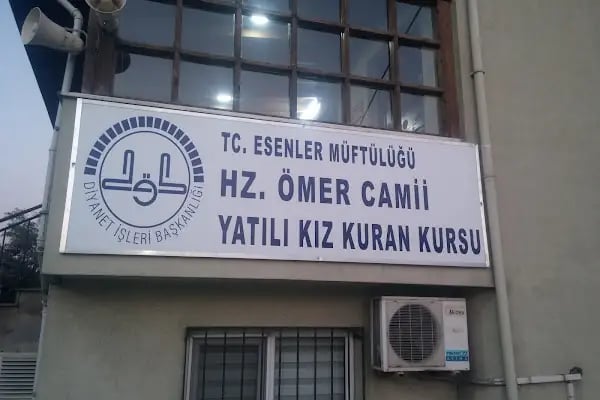 DİYANET İŞLERİ BAŞKANLIĞI
TC. ESENLER MÜFTÜLÜĞÜ
HZ. ÖMER CAMİİ
YATILI KIZ KURAN KURSU